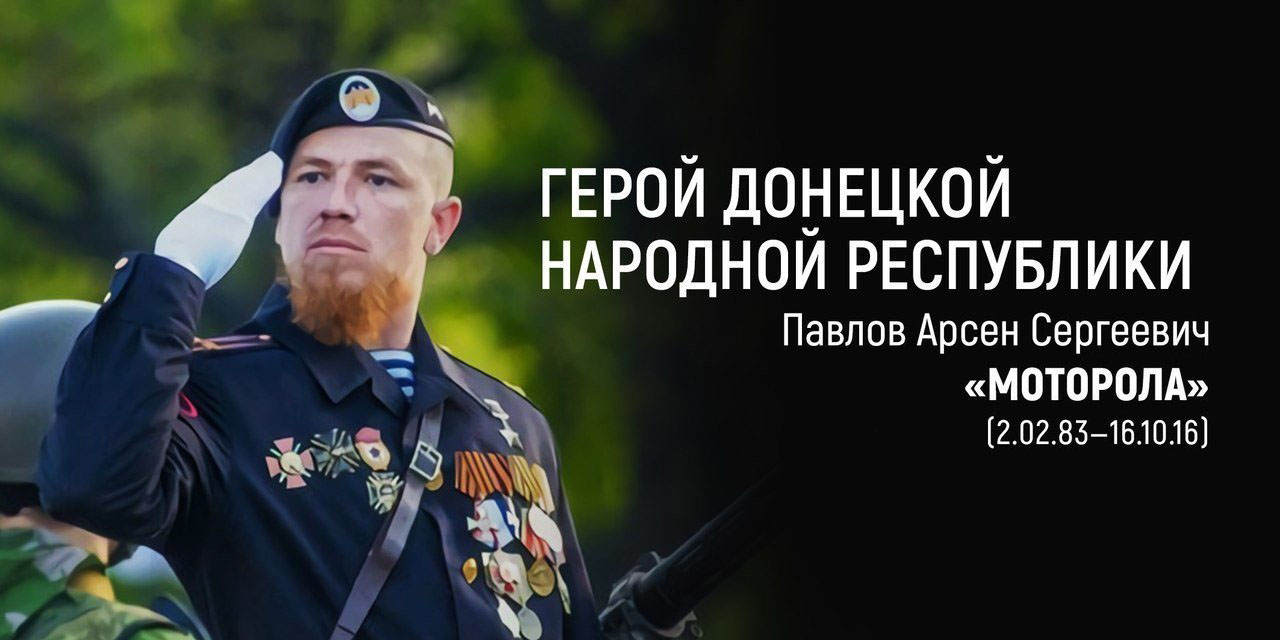 ГЕРОЙ ДОНЕЦКОЙ
НАРОДНОЙ РЕСПУБЛИКИ
Павлов Арсен Сергеевич
«МОТОРОЛА»
(2.02.83–16.10.16)